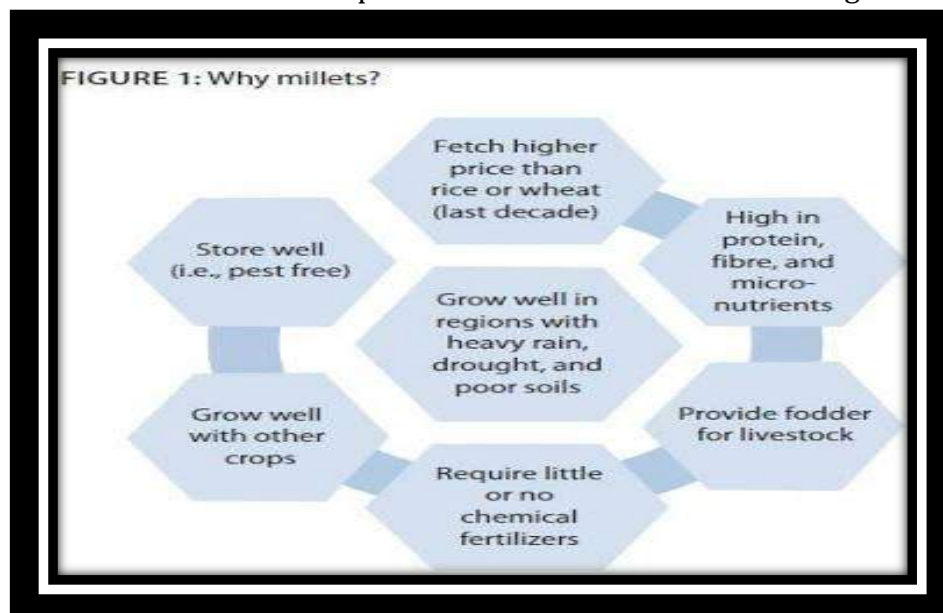 FIGURE 1: Why millets?
Fetch higher
price than
rice or wheat
(last decade)
High in
protein,
fibre, and
micro-
nutrients
Provide fodder
for livestock
Require little
or no
chemical
fertilizers
Grow well
with other
crops
Store well
(i.e., pest free)
Grow well in
regions with
heavy rain,
drought, and
poor soils